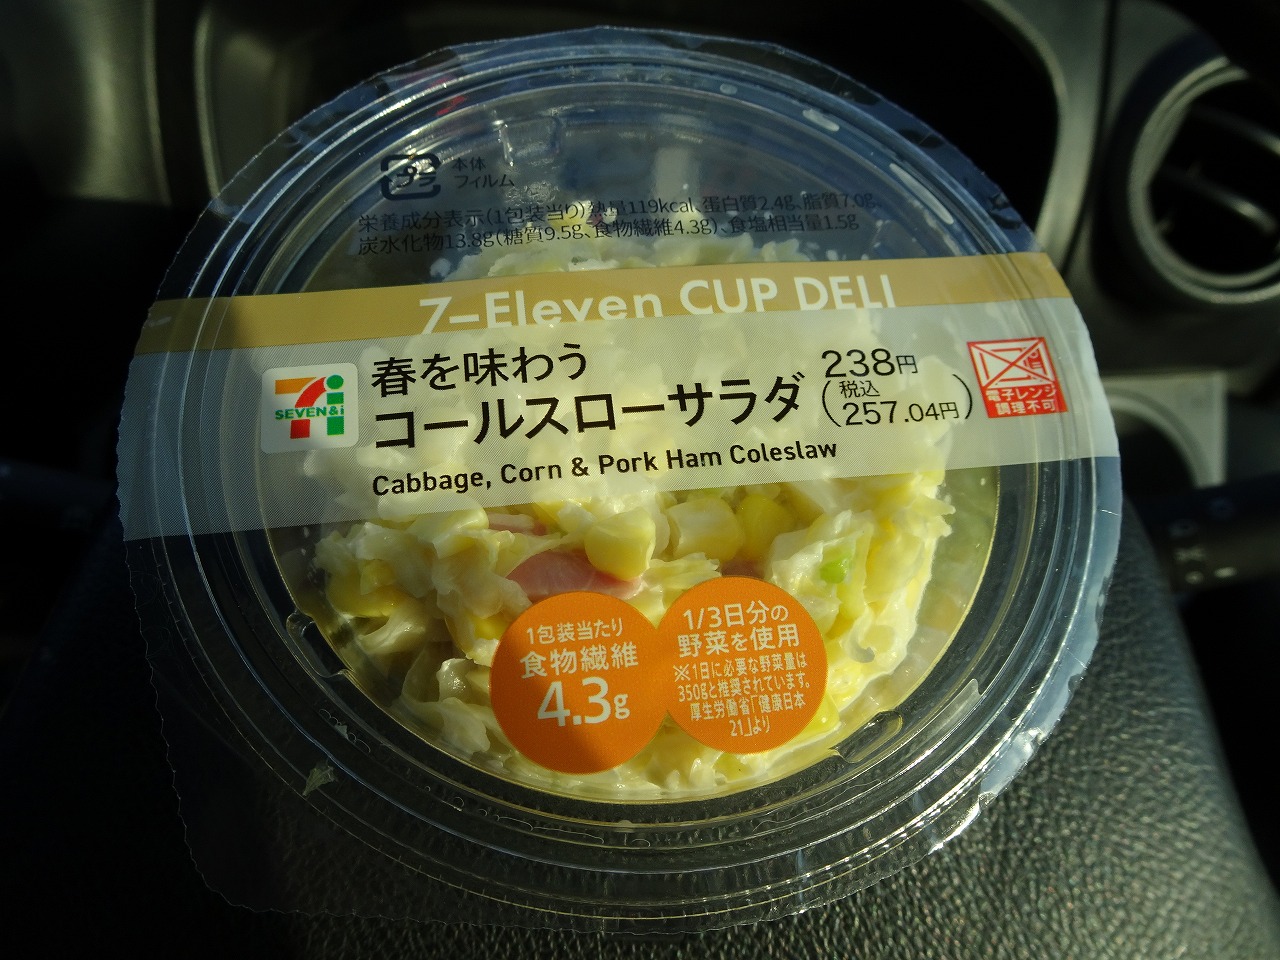 プラ
本体
フィルム
栄養成分表示(1包装当り)熱量119kcal、蛋白質2.4g、脂質7.0g、
炭水化物13.8g(糖質9.5g、食物繊維4.3g)、食塩相当量1.5g
7-Eleven CUP DELI
SEVEN&i
春を味わう
コールスローサラダ
238円
(税込
257.04円)
電子レンジ
調理不可
Cabbage, Corn & Pork Ham Coleslaw
1包装当たり
食物繊維
4.3g
1/3日分の
野菜を使用
※1日に必要な野菜量は
350gと推奨されています。
厚生労働省「健康日本
21」より